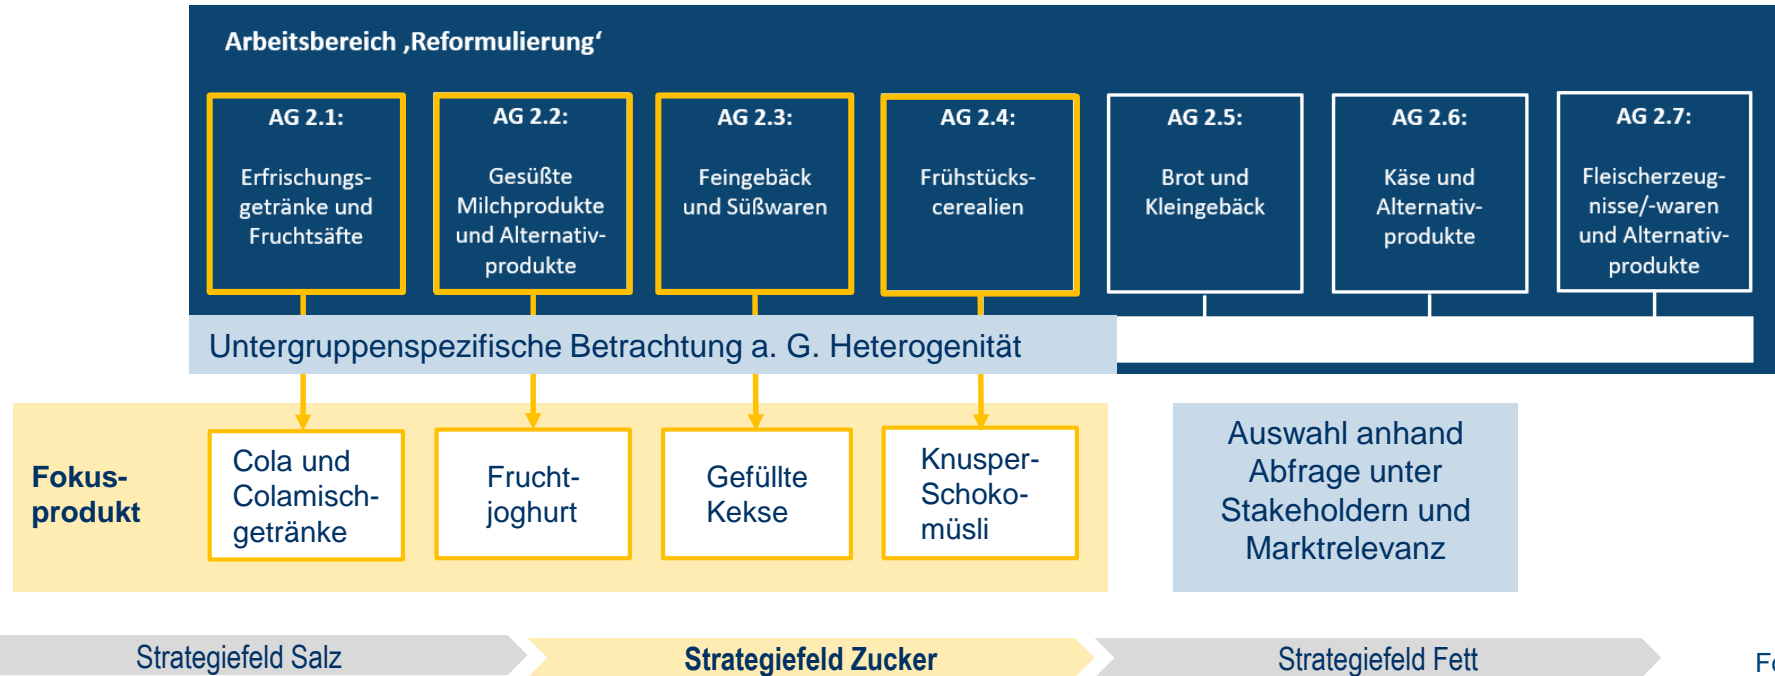 Arbeitsbereich ‚Reformulierung‘
AG 2.1:
Erfrischungs-
getränke und
Fruchtsäfte
AG 2.2:
Gesüßte
Milchprodukte
und Alternativ-
produkte
AG 2.3:
Feingebäck
und Süßwaren
AG 2.4:
Frühstücks-
cerealien
AG 2.5:
Brot und
Kleingebäck
AG 2.6:
Käse und
Alternativ-
produkte
AG 2.7:
Fleischerzeug-
nisse/-waren
und Alternativ-
produkte
Untergruppenspezifische Betrachtung a. G. Heterogenität
Fokus-
produkt
Cola und
Colamisch-
getränke
Frucht-
joghurt
Gefüllte
Kekse
Knusper-
Schoko-
müsli
Auswahl anhand
Abfrage unter
Stakeholdern und
Marktrelevanz
Strategiefeld Salz
Strategiefeld Zucker
Strategiefeld Fett